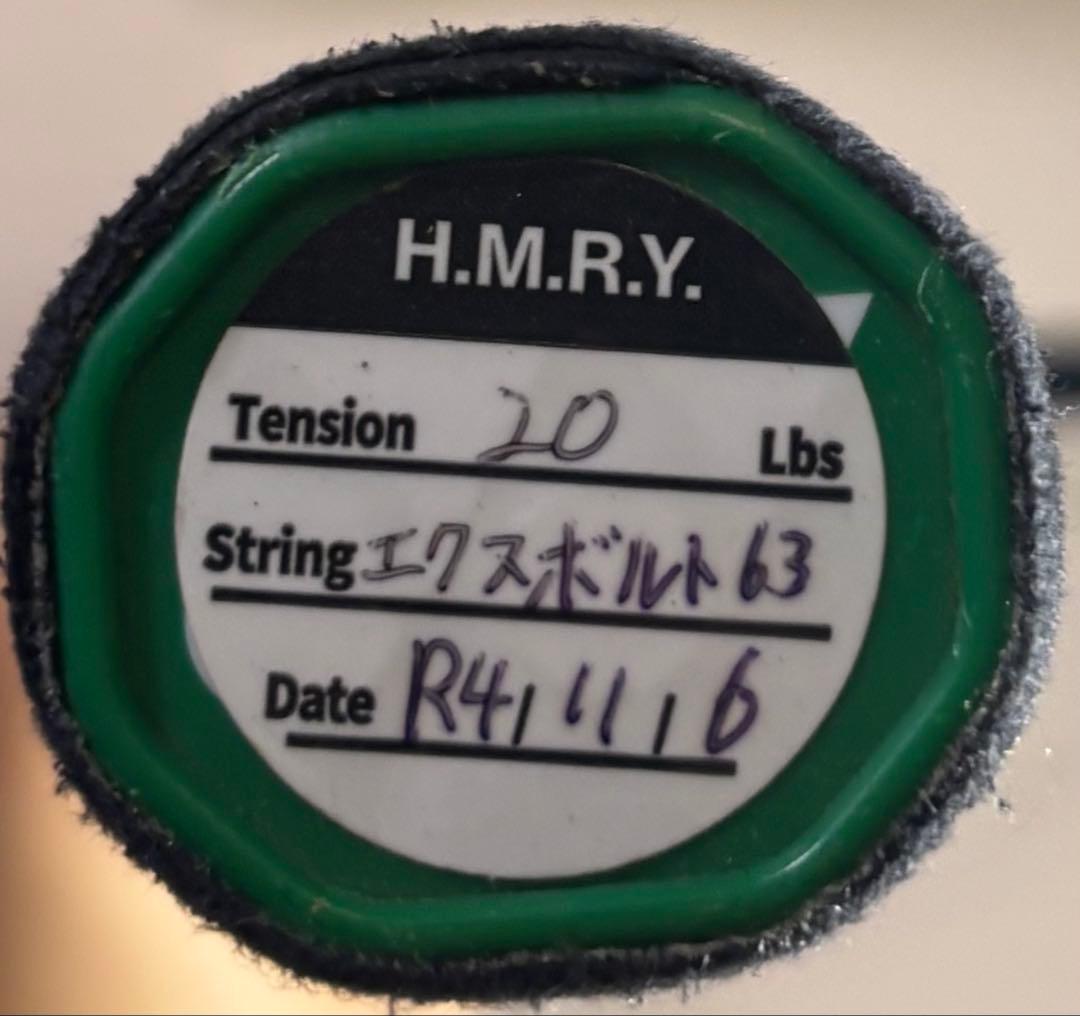 H.M.R.Y.
Tension 20 Lbs
String エクスボルト63
Date R4/11/6